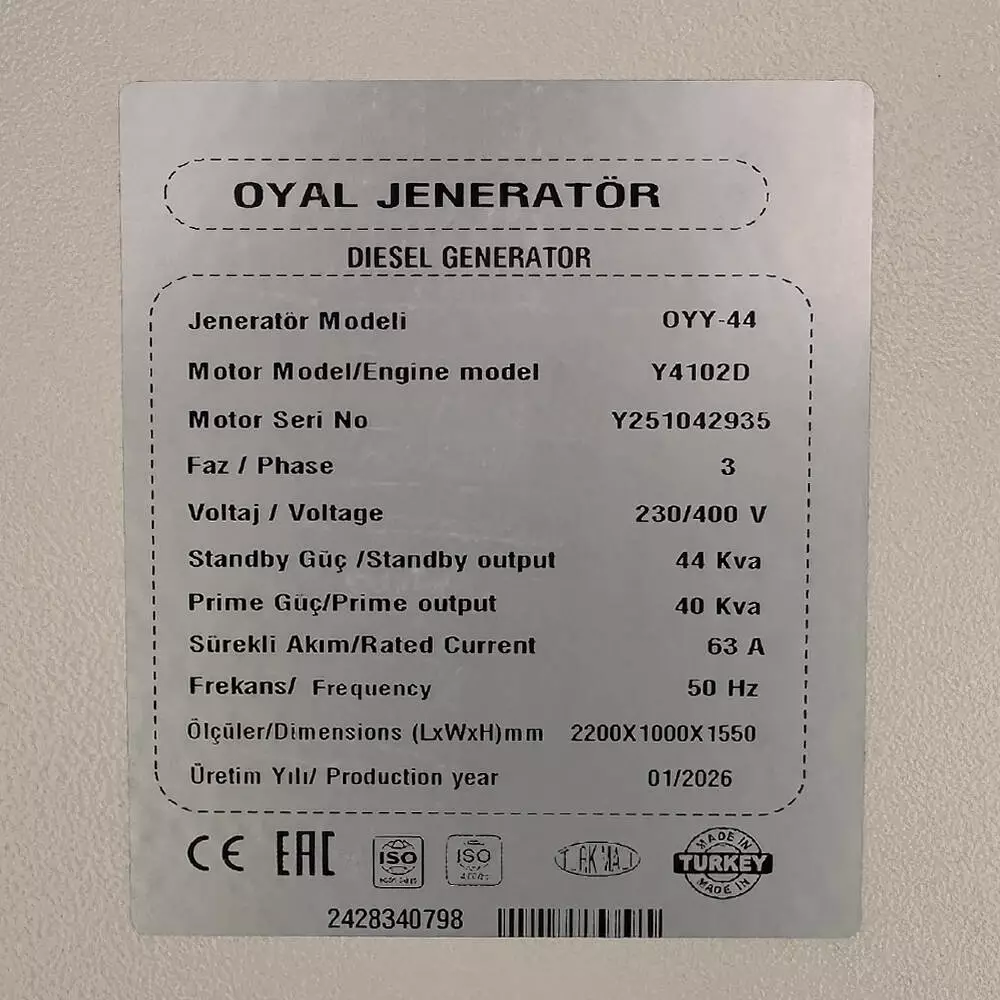 OYAL JENERATÖR
DIESEL GENERATOR
Jeneratör Modeli OYY-44
Motor Model/Engine model Y4102D
Motor Seri No Y251042935
Faz / Phase 3
Voltaj / Voltage 230/400 V
Standby Güç /Standby output 44 Kva
Prime Güç/Prime output 40 Kva
Sürekli Akım/Rated Current 63 A
Frekans/ Frequency 50 Hz
Ölçüler/Dimensions (LxWxH)mm 2200X1000X1550
Üretim Yılı/ Production year 01/2026
CE EAC ISO ISO
MADE IN
TURKEY
MADE IN
2428340798